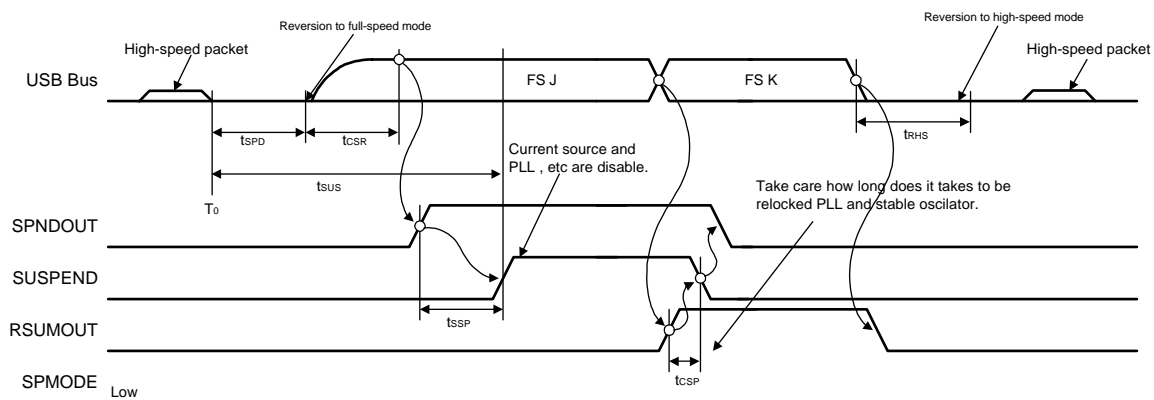 Reversion to full-speed mode
Reversion to high-speed mode
High-speed packet
High-speed packet
USB Bus
FS J
FS K
tSPD
tCSR
tRHS
Current source and
PLL , etc are disable.
tSUS
Take care how long does it takes to be
relocked PLL and stable oscilator.
T0
SPNDOUT
SUSPEND
tSSP
RSUMOUT
tCSP
SPMODE
Low